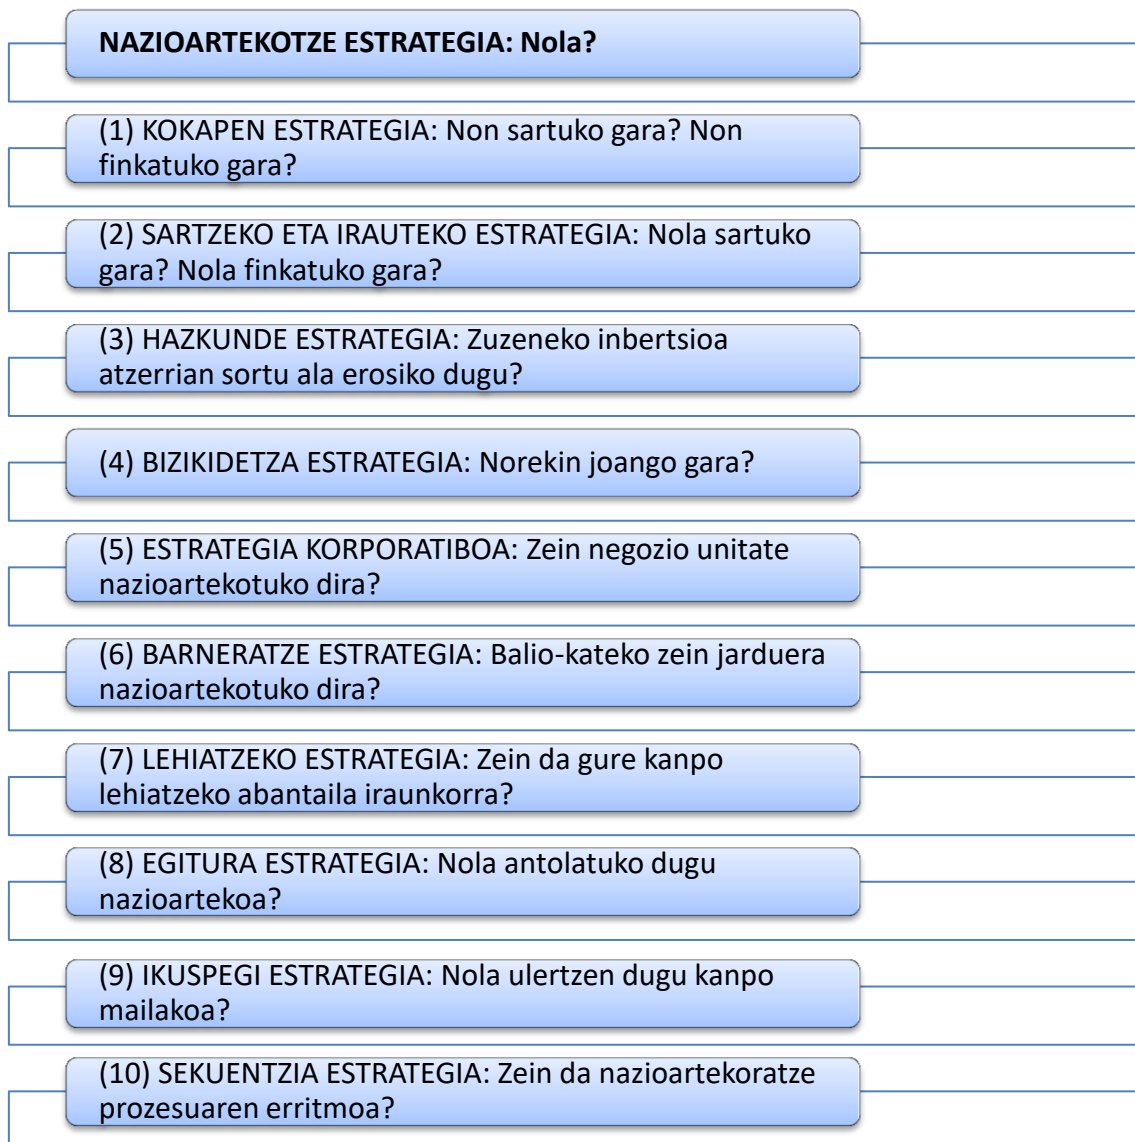 NAZIOARTEKOTZE ESTRATEGIA: Nola?
(1) KOKAPEN ESTRATEGIA: Non sartuko gara? Non
finkatuko gara?
(2) SARTZEKO ETA IRAUTEKO ESTRATEGIA: Nola sartuko
gara? Nola finkatuko gara?
(3) HAZKUNDE ESTRATEGIA: Zuzeneko inbertsioa
atzerrian sortu ala erosiko dugu?
(4) BIZIKIDETZA ESTRATEGIA: Norekin joango gara?
(5) ESTRATEGIA KORPORATIBOA: Zein negozio unitate
nazioartekotuko dira?
(6) BARNERATZE ESTRATEGIA: Balio-kateko zein jarduera
nazioartekotuko dira?
(7) LEHIATZEKO ESTRATEGIA: Zein da gure kanpo
lehiatzeko abantaila iraunkorra?
(8) EGITURA ESTRATEGIA: Nola antolatuko dugu
nazioartekoa?
(9) IKUSPEGI ESTRATEGIA: Nola ulertzen dugu kanpo
mailakoa?
(10) SEKUENTZIA ESTRATEGIA: Zein da nazioartekoratze
prozesuaren erritmoa?